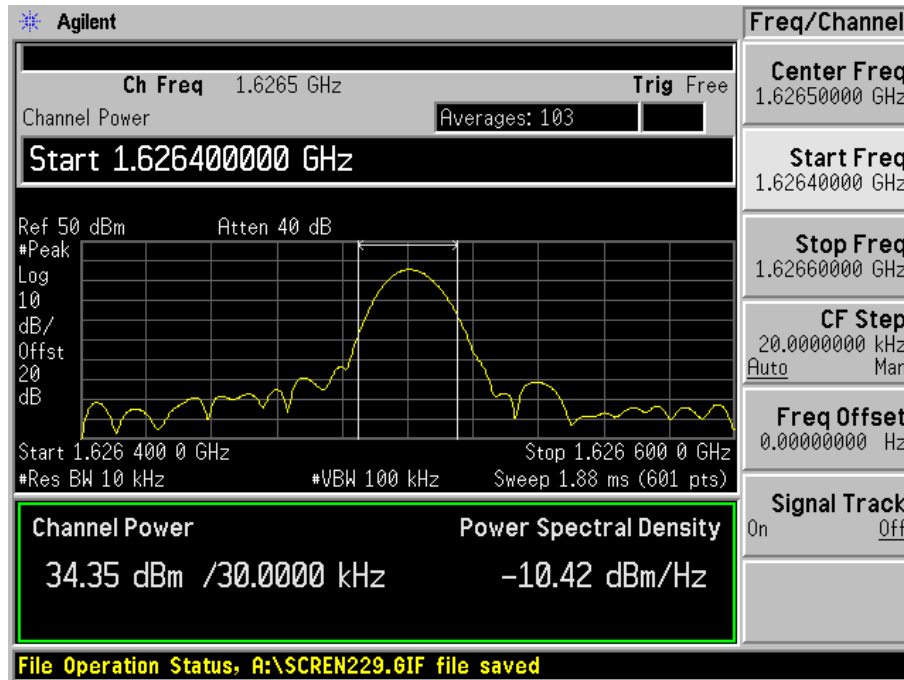 Agilent
Ch Freq 1.6265 GHz Trig Free
Channel Power Averages: 103
Start 1.626400000 GHz
Ref 50 dBm Atten 40 dB
#Peak
Log
10
dB/
Offst
20
dB
Start 1.626 400 0 GHz Stop 1.626 600 0 GHz
#Res BW 10 kHz #VBW 100 kHz Sweep 1.88 ms (601 pts)
Channel Power Power Spectral Density
34.35 dBm /30.0000 kHz -10.42 dBm/Hz
File Operation Status, A:\SCREN229.GIF file saved
Freq/Channel
Center Freq
1.62650000 GHz
Start Freq
1.62640000 GHz
Stop Freq
1.62660000 GHz
CF Step
20.0000000 kHz
Auto Man
Freq Offset
0.00000000 Hz
Signal Track
On Off